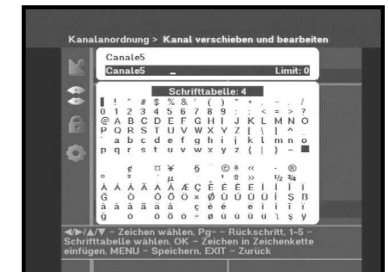 Kanalanordnung > Kanal verschieben und bearbeiten
Canale5
Canale5 _ Limit: 0
Schrifttabelle: 4
! " # $ % & ' ( ) * + , - . /
0 1 2 3 4 5 6 7 8 9 : ; < = > ?
@ A B C D E F G H I J K L M N O
P Q R S T U V W X Y Z [ \ ] ^ _
` a b c d e f g h i j k l m n o
p q r s t u v w x y z { | } ~
¢ ¤ ¥ § © ª «
À Á Â Ã Ä Å Æ Ç È É Ê Ë Ì Í Î Ï
◄/►/▲/▼ - Zeichen wählen, Pg-- - Rückschritt, 1-5 -
Schrifttabelle wählen, OK - Zeichen in Zeichenkette
einfügen, MENU - Speichern, EXIT - Zurück